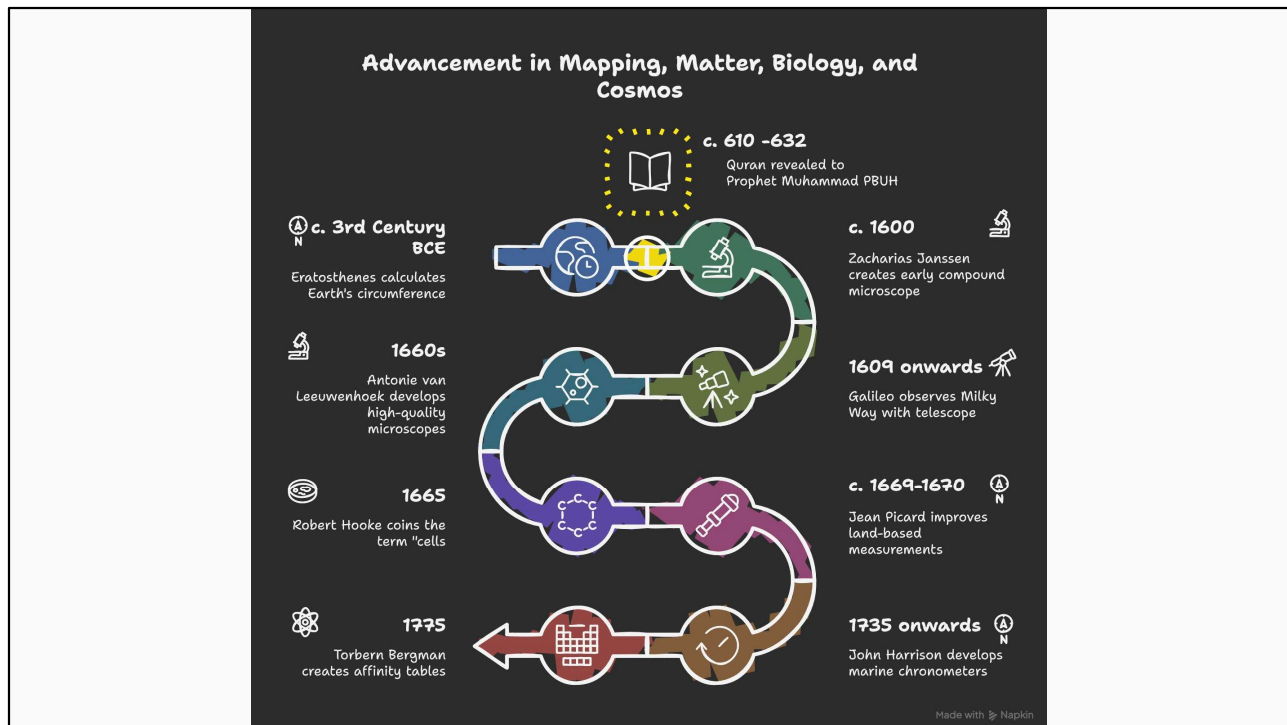 Advancement in Mapping, Matter, Biology, and
Cosmos
c. 610 -632
Quran revealed to
Prophet Muhammad PBUH
N
c. 3rd Century
BCE
Eratosthenes calculates
Earth's circumference
c. 1600
Zacharias Janssen
creates early compound
microscope
1609 onwards
Galileo observes Milky
Way with telescope
1660s
Antonie van
Leeuwenhoek develops
high-quality
microscopes
1665
Robert Hooke coins the
term "cells
C
C
C
C
C
C
c. 1669-1670
N
Jean Picard improves
land-based
measurements
1735 onwards
N
John Harrison develops
marine chronometers
1775
Torbern Bergman
creates affinity tables
Made with Napkin